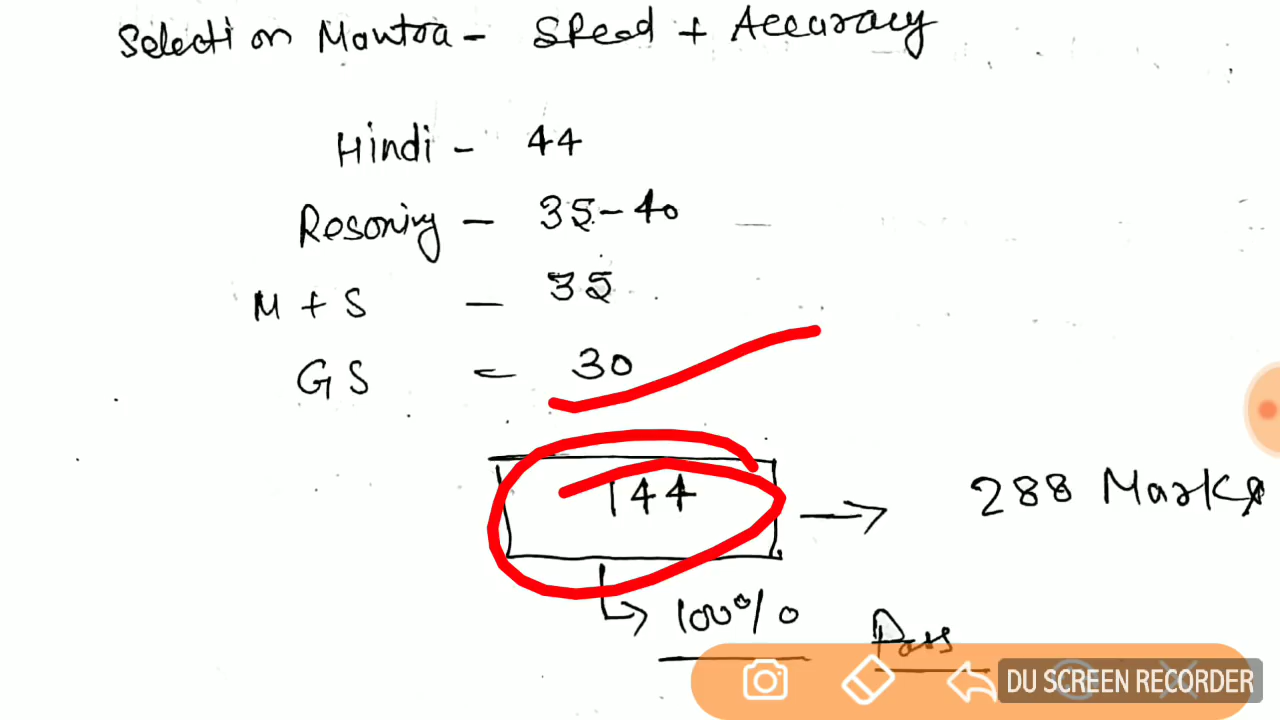 Selection Mantra - Speed + Accuracy
Hindi - 44
Resoning - 35-40
M + S - 35
GS = 30
144 → 288 Marks
100% Pass
DU SCREEN RECORDER